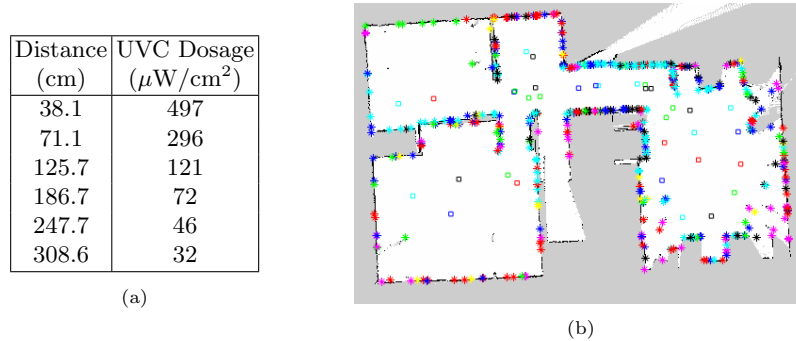 Distance UVC Dosage
(cm) (μW/cm²)
38.1 497
71.1 296
125.7 121
186.7 72
247.7 46
308.6 32
(a)
(b)